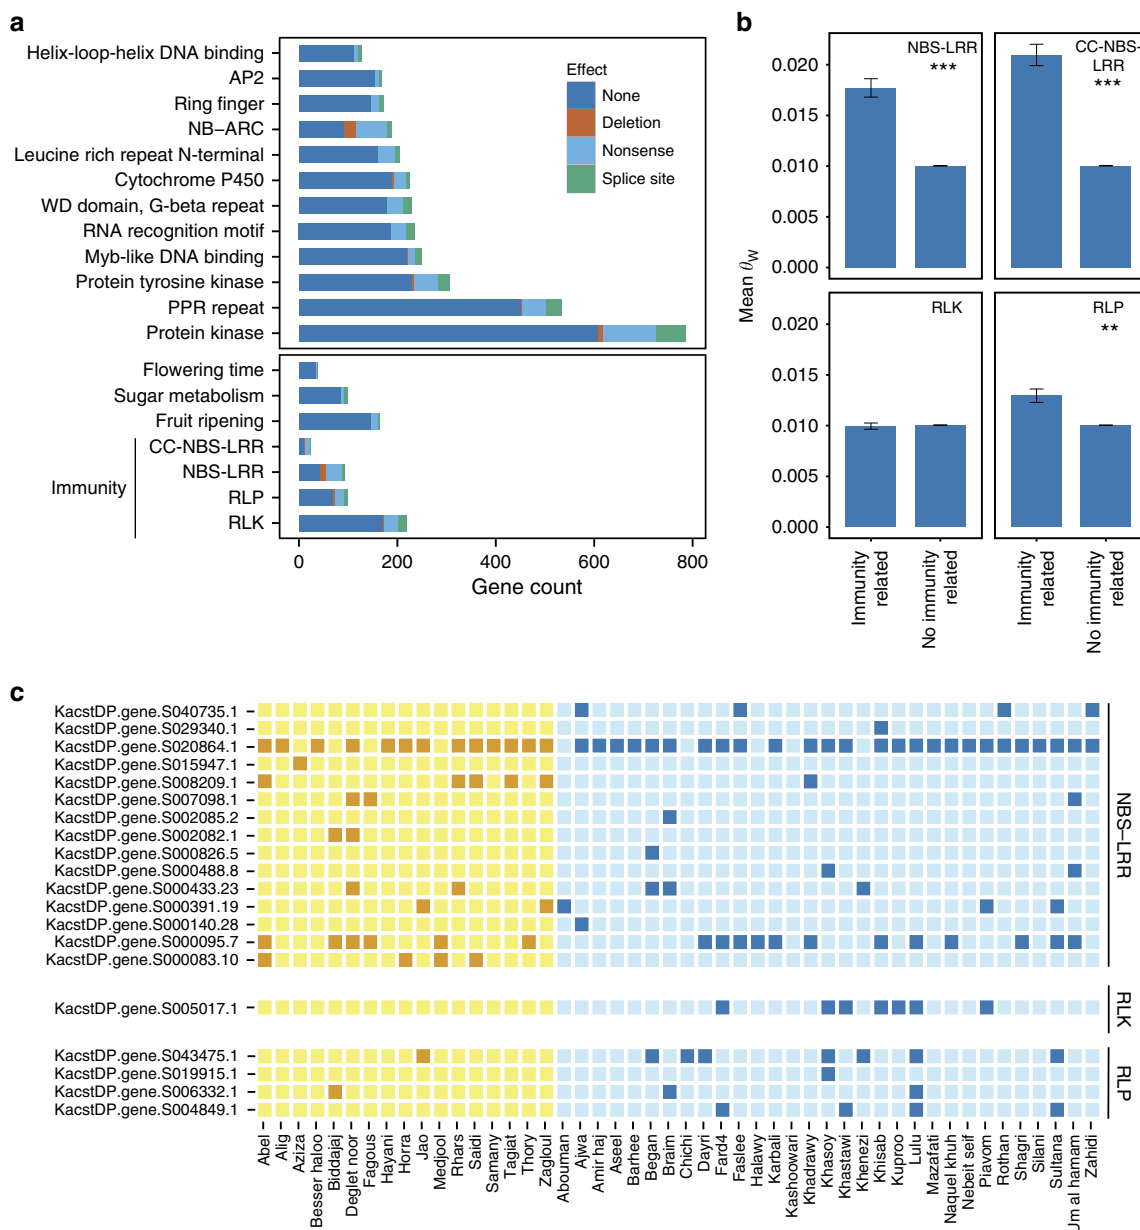 a
Helix-loop-helix DNA binding
AP2
Ring finger
NB–ARC
Leucine rich repeat N-terminal
Cytochrome P450
WD domain, G-beta repeat
RNA recognition motif
Myb-like DNA binding
Protein tyrosine kinase
PPR repeat
Protein kinase
Effect
None
Deletion
Nonsense
Splice site
Flowering time
Sugar metabolism
Fruit ripening
CC-NBS-LRR
NBS-LRR
RLP
RLK
Immunity
0 200 400 600 800
Gene count
b
Mean θW
0.020
0.015
0.010
0.005
0.000
NBS-LRR
***
CC-NBS-
LRR
***
0.020
0.015
0.010
0.005
0.000
RLK
RLP
**
Immunity
related
No immunity
related
Immunity
related
No immunity
related
c
KacstDP.gene.S040735.1
KacstDP.gene.S029340.1
KacstDP.gene.S020864.1
KacstDP.gene.S015947.1
KacstDP.gene.S008209.1
KacstDP.gene.S007098.1
KacstDP.gene.S002085.2
KacstDP.gene.S002082.1
KacstDP.gene.S000826.5
KacstDP.gene.S000488.8
KacstDP.gene.S000433.23
KacstDP.gene.S000391.19
KacstDP.gene.S000140.28
KacstDP.gene.S000095.7
KacstDP.gene.S000083.10
NBS–LRR
KacstDP.gene.S005017.1
RLK
KacstDP.gene.S043475.1
KacstDP.gene.S019915.1
KacstDP.gene.S006332.1
KacstDP.gene.S004849.1
RLP
Abel
Alig
Aziza
Besser haloo
Biddajaj
Deglet noor
Fagous
Hayani
Horra
Jao
Medjool
Rhars
Saidi
Samany
Tagiat
Thory
Zagloul
Abouman
Ajwa
Amir haj
Aseel
Barhee
Began
Braim
Chichi
Dayri
Fard4
Faslee
Halawy
Karbali
Kashoowari
Khadrawy
Khasoy
Khastawi
Khenezi
Khisab
Kuproo
Lulu
Mazafati
Naquel khuh
Nebeit seif
Piavom
Rothan
Shagri
Silani
Sultana
Um al hamam
Zahidi